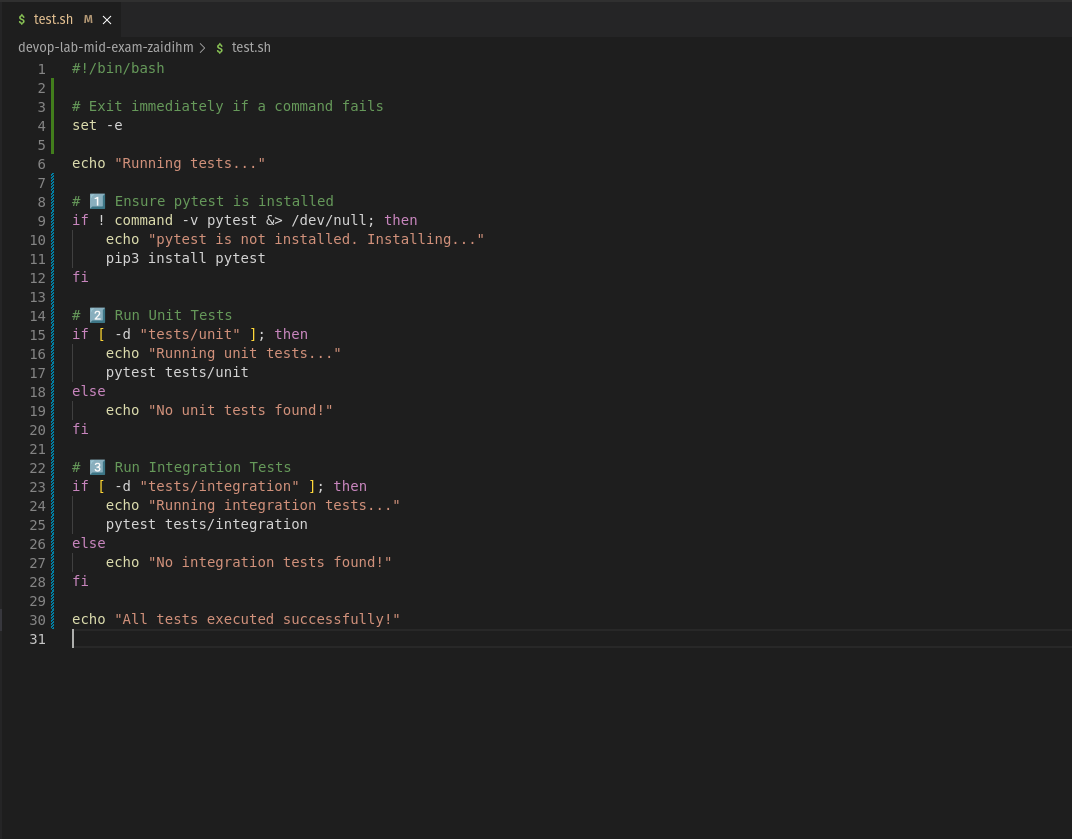 $ test.sh M ×
devop-lab-mid-exam-zaidihm > $ test.sh
1 #!/bin/bash
2
3 # Exit immediately if a command fails
4 set -e
5
6 echo "Running tests..."
7
8 # 1️⃣ Ensure pytest is installed
9 if ! command -v pytest &> /dev/null; then
10     echo "pytest is not installed. Installing..."
11     pip3 install pytest
12 fi
13
14 # 2️⃣ Run Unit Tests
15 if [ -d "tests/unit" ]; then
16     echo "Running unit tests..."
17     pytest tests/unit
18 else
19     echo "No unit tests found!"
20 fi
21
22 # 3️⃣ Run Integration Tests
23 if [ -d "tests/integration" ]; then
24     echo "Running integration tests..."
25     pytest tests/integration
26 else
27     echo "No integration tests found!"
28 fi
29
30 echo "All tests executed successfully!"
31